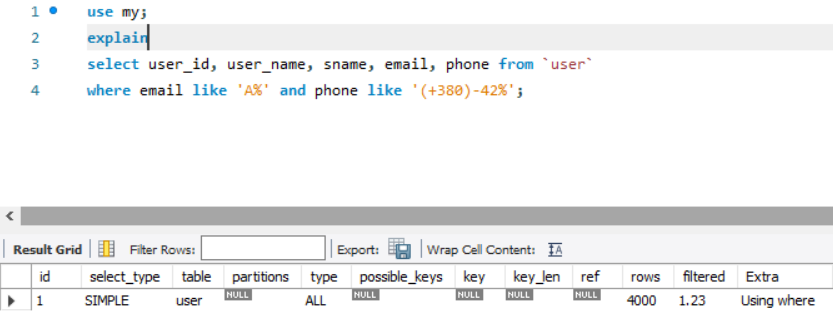 1 use my;
2 explain
3 select user_id, user_name, sname, email, phone from `user`
4 where email like 'A%' and phone like '(+380)-42%';
Result Grid Filter Rows: Export: Wrap Cell Content: IA
id select_type table partitions type possible_keys key key_len ref rows filtered Extra
1 SIMPLE user NULL ALL NULL NULL NULL NULL 4000 1.23 Using where